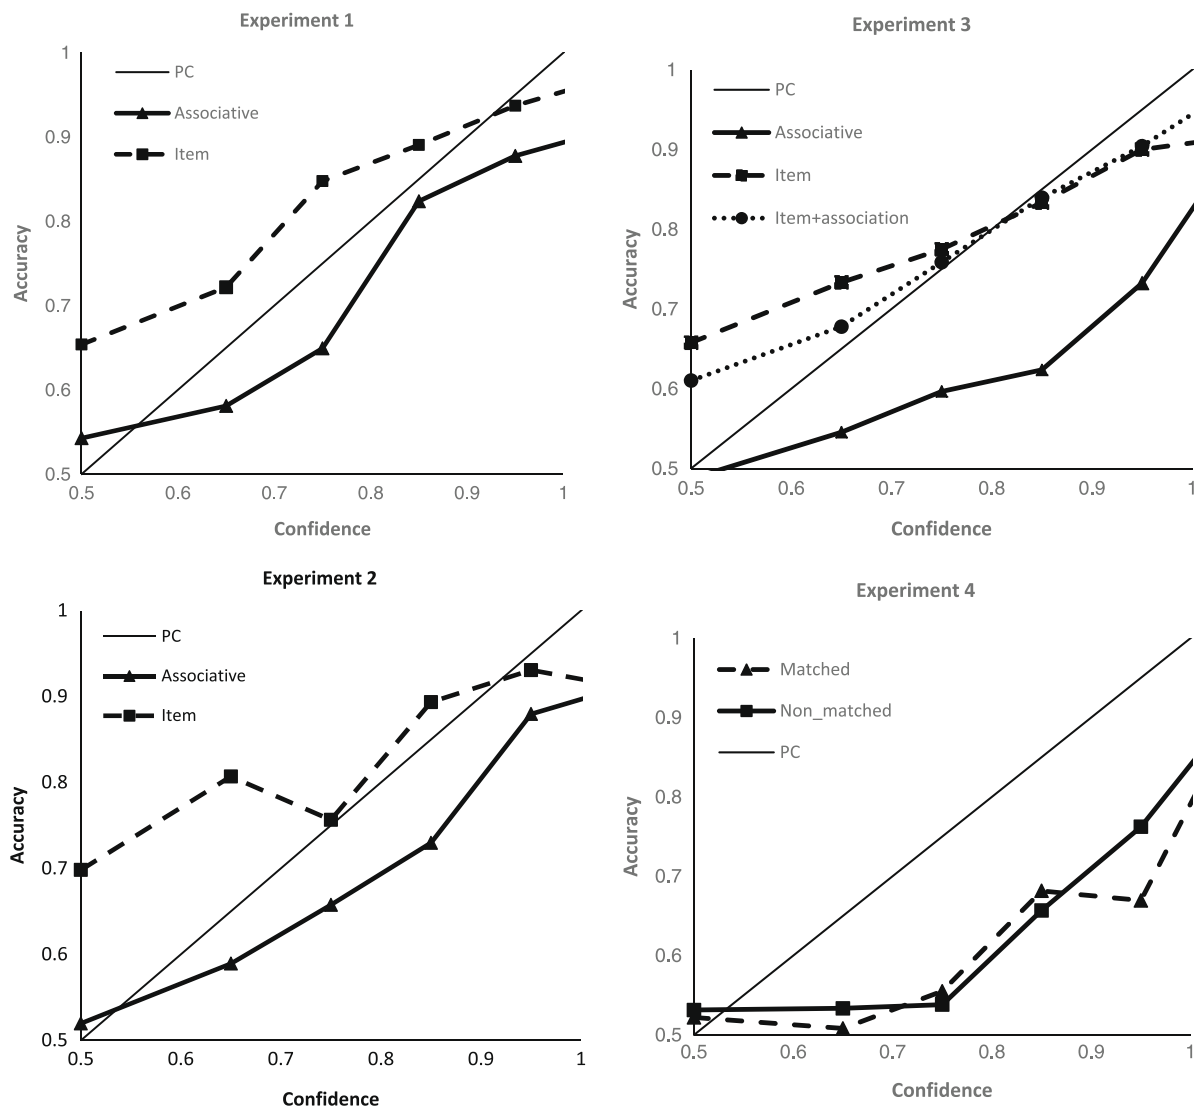 Experiment 1
1
0.9
0.8
0.7
0.6
0.5
Accuracy
PC
Associative
Item
0.5 0.6 0.7 0.8 0.9 1
Confidence
Experiment 3
1
0.9
0.8
0.7
0.6
0.5
Accuracy
PC
Associative
Item
Item+association
0.5 0.6 0.7 0.8 0.9 1
Confidence
Experiment 2
1
0.9
0.8
0.7
0.6
0.5
Accuracy
PC
Associative
Item
0.5 0.6 0.7 0.8 0.9 1
Confidence
Experiment 4
1
0.9
0.8
0.7
0.6
0.5
Accuracy
Matched
Non_matched
PC
0.5 0.6 0.7 0.8 0.9 1
Confidence